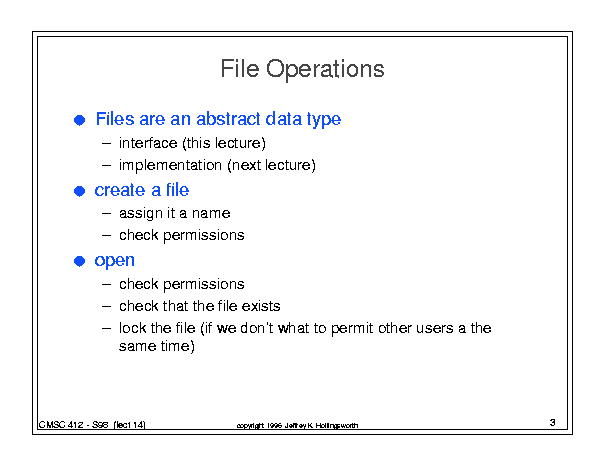 File Operations
● Files are an abstract data type
– interface (this lecture)
– implementation (next lecture)
● create a file
– assign it a name
– check permissions
● open
– check permissions
– check that the file exists
– lock the file (if we don't what to permit other users a the
same time)
CMSC 412 - S98 (lect 14)
copyright 1996 Jeffrey K. Hollingsworth
3